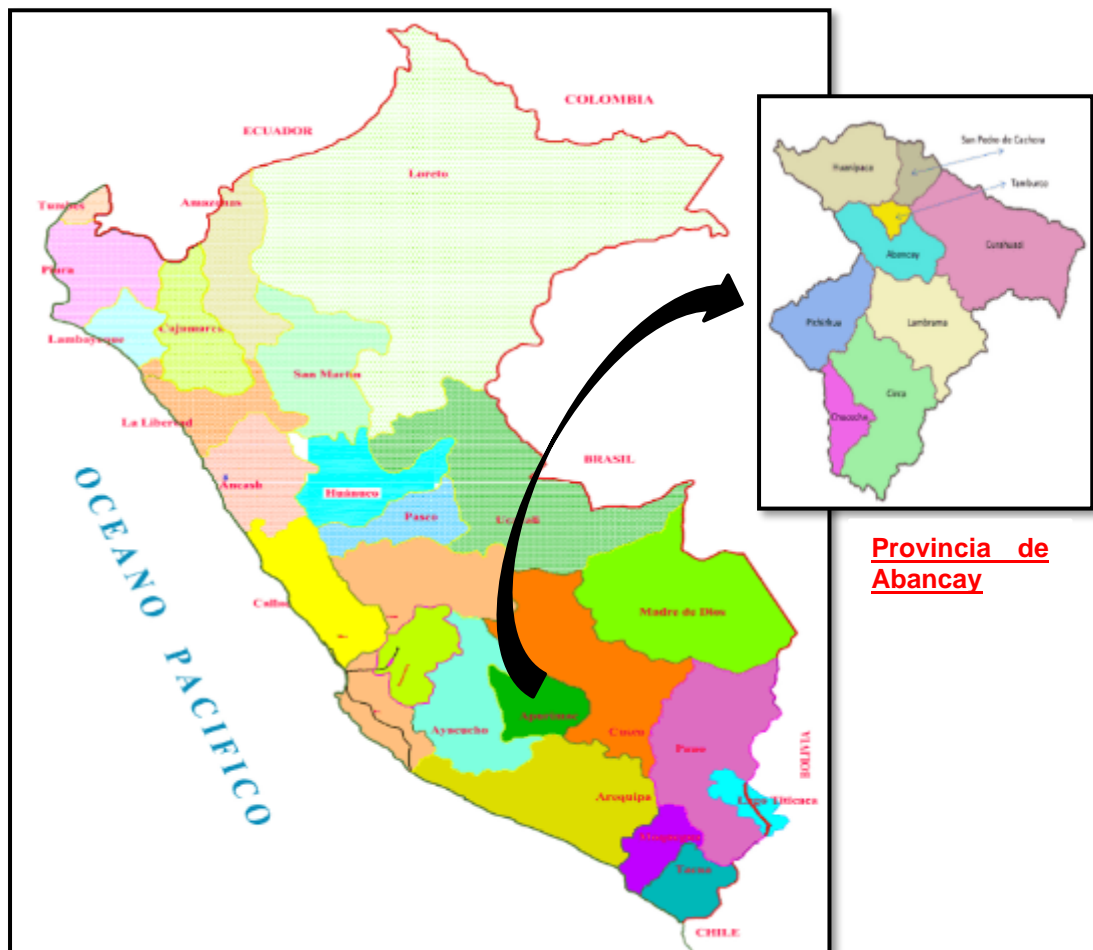 COLOMBIA
ECUADOR
Loreto
Tumbes
Amazonas
Piura
Cajamarca
Lambayeque
San Martin
La Libertad
BRASIL
Ancash
Huánuco
Pasco
Ucayali
OCEANO PACIFICO
Callao
Madre de Dios
Apurimac
Ayacucho
Cusco
Puno
BOLIVIA
Arequipa
Lago Titicaca
Moquegua
Tacna
CHILE
San Pedro de Cachora
Huanipaca
Tamburco
Curahuasi
Abancay
Pichirhua
Lambrama
Circa
Chacoche
Provincia de
Abancay